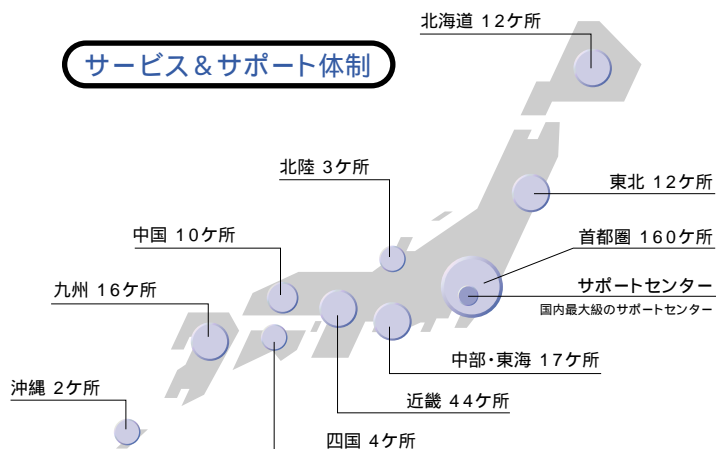 サービス＆サポート体制
北海道 12ケ所
北陸 3ケ所
東北 12ケ所
中国 10ケ所
首都圏 160ケ所
九州 16ケ所
サポートセンター
国内最大級のサポートセンター
中部・東海 17ケ所
沖縄 2ケ所
近畿 44ケ所
四国 4ケ所